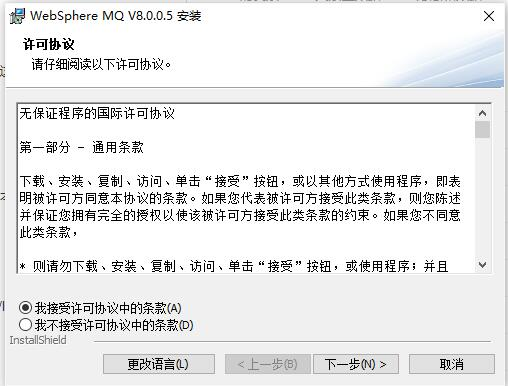 WebSphere MQ V8.0.0.5 安装
许可协议
请仔细阅读以下许可协议。
无保证程序的国际许可协议
第一部分 - 通用条款
下载、安装、复制、访问、单击“接受”按钮，或以其他方式使用程序，即表
明被许可方同意本协议的条款。如果您代表被许可方接受此类条款，则您陈述
并保证您拥有完全的授权以使该被许可方接受此类条款的约束。如果您不同意
此类条款，
* 则请勿下载、安装、复制、访问、单击“接受”按钮，或使用程序；并且
我接受许可协议中的条款(A)
我不接受许可协议中的条款(D)
InstallShield
更改语言(L)
< 上一步(B)
下一步(N) >
取消